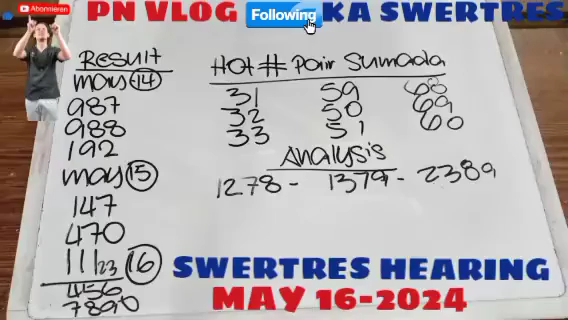 PN VLOG
KA SWERTRES
Abonnieren
Following
Result
may 14
987
988
192
may 15
147
470
111
23 16
456
7890
Hot # Pair Sumada
31 59 68
32 50 69
33 51 60
Analysis
1278 - 1379 - 2389
SWERTRES HEARING
MAY 16-2024